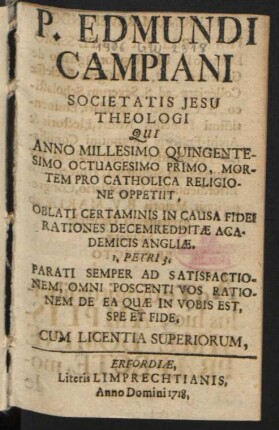 P. EDMUNDI
CAMPIANI
SOCIETATIS JESU
THEOLOGI
QUI
ANNO MILLESIMO QUINGENTE-
SIMO OCTUAGESIMO PRIMO, MOR-
TEM PRO CATHOLICA RELIGIO-
NE OPPETIIT,
OBLATI CERTAMINIS IN CAUSA FIDEI
RATIONES DECEMREDDITÆ ACA-
DEMICIS ANGLIÆ.
1, PETRI 3.
PARATI SEMPER AD SATISFACTIO-
NEM, OMNI POSCENTI VOS RATIO-
NEM DE EA QUÆ IN VOBIS EST,
SPE ET FIDE,
CUM LICENTIA SUPERIORUM,
ERFORDIÆ,
Literis LIMPRECHTIANIS,
Anno Domini 1718,